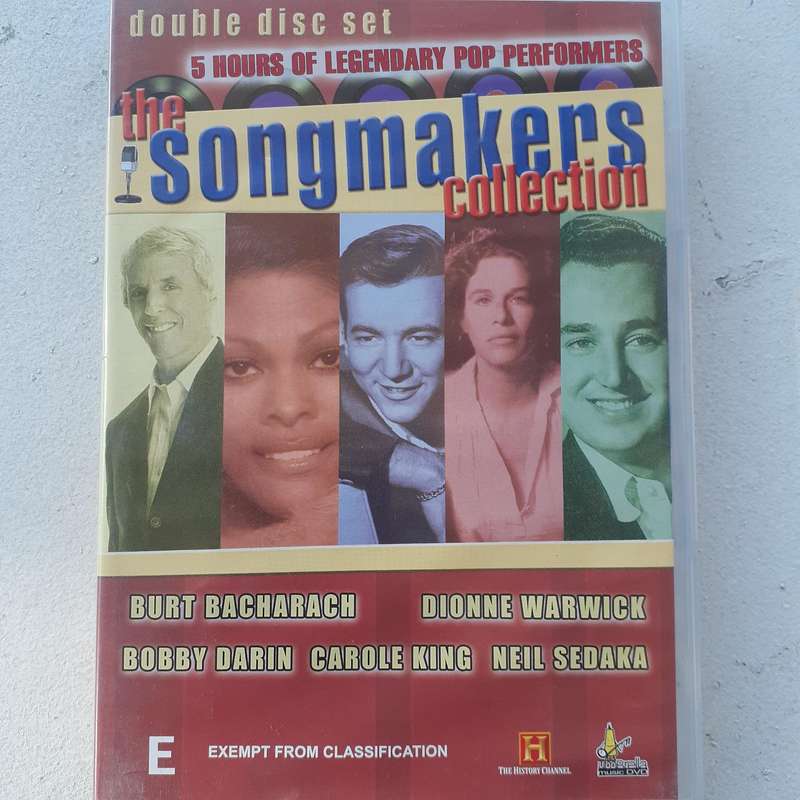 double disc set
5 HOURS OF LEGENDARY POP PERFORMERS
the
songmakers
collection
BURT BACHARACH DIONNE WARWICK
BOBBY DARIN CAROLE KING NEIL SEDAKA
E EXEMPT FROM CLASSIFICATION
H
THE HISTORY CHANNEL
umbrella
music DVD